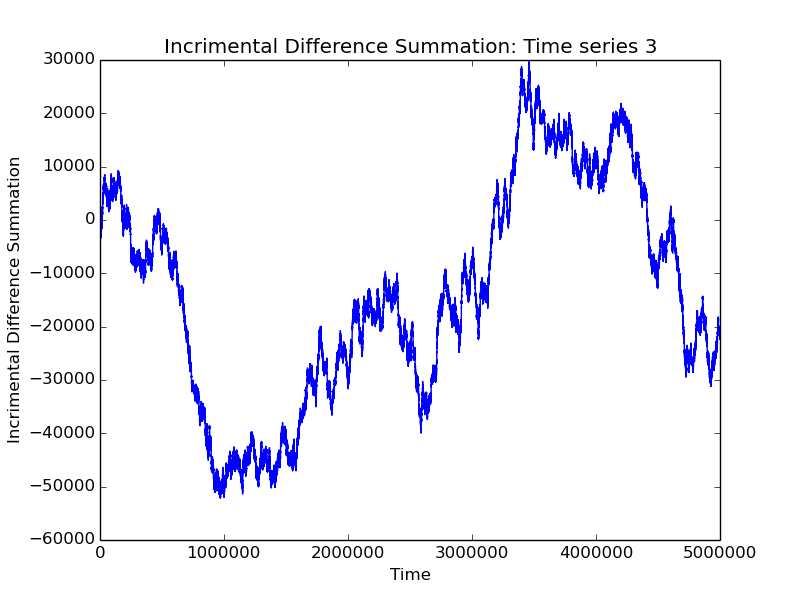 Incrimental Difference Summation: Time series 3
Incrimental Difference Summation
30000
20000
10000
0
−10000
−20000
−30000
−40000
−50000
−60000
0 1000000 2000000 3000000 4000000 5000000
Time